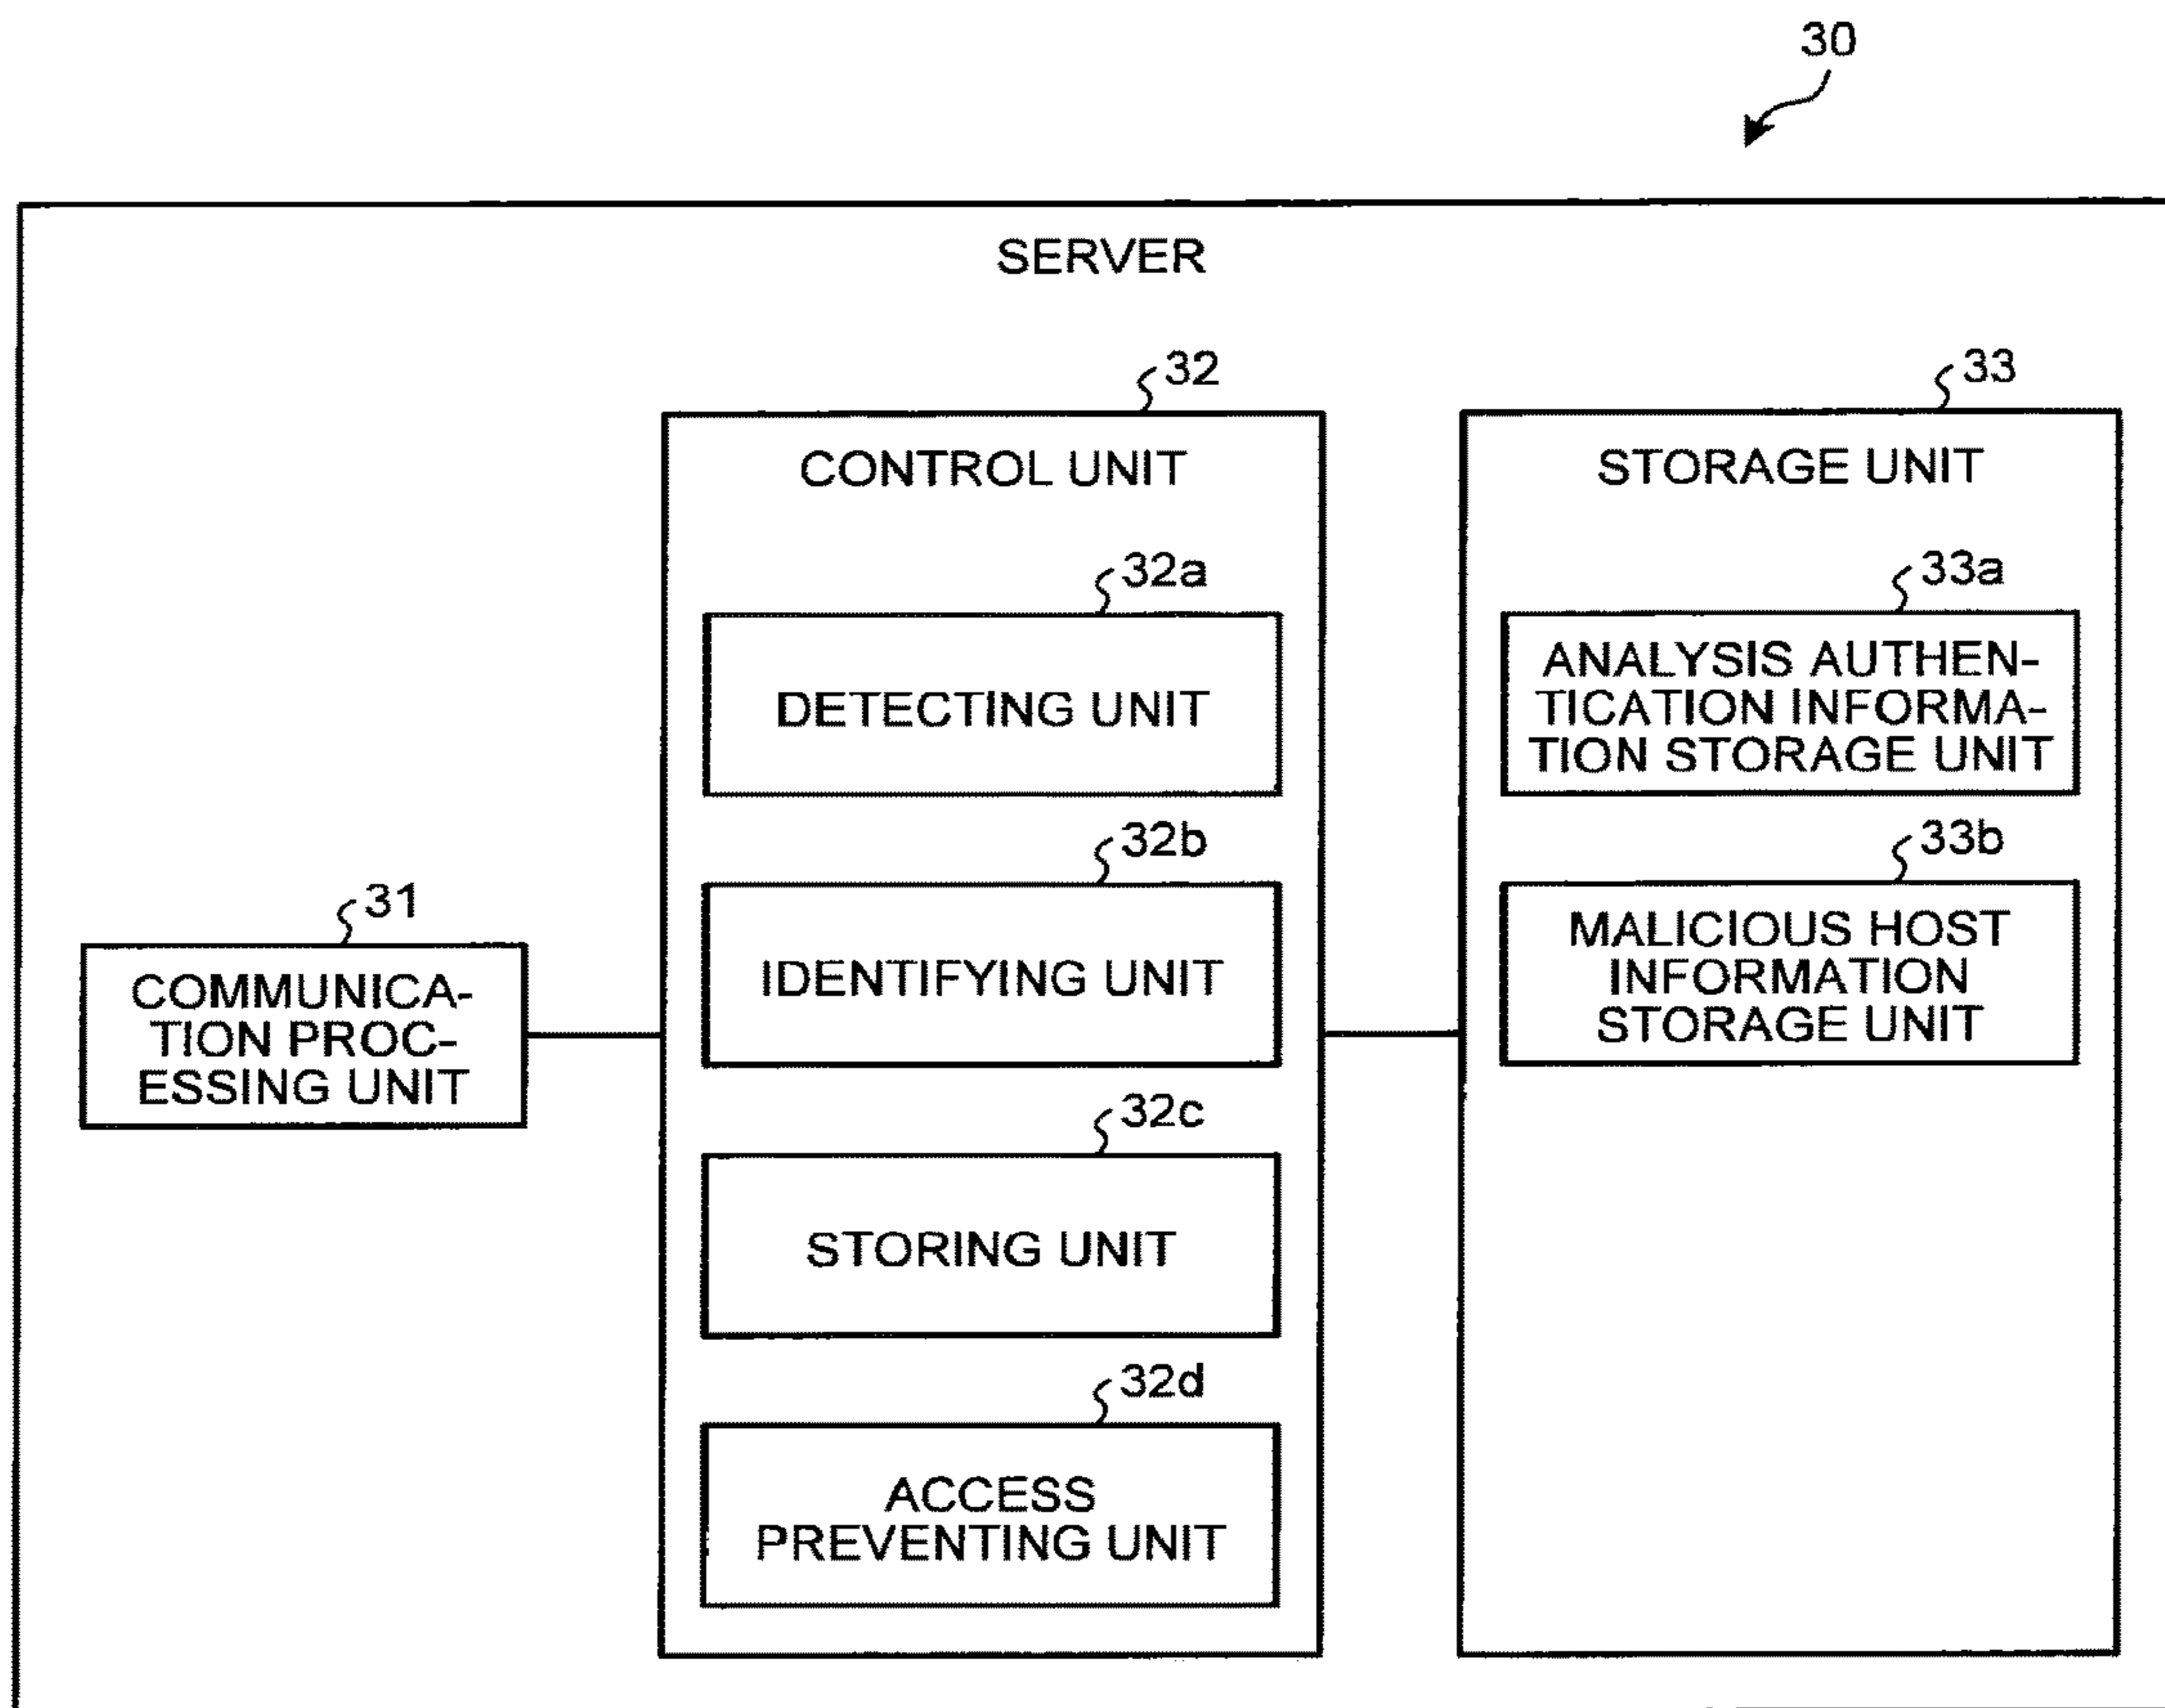 30
SERVER
31
COMMUNICA-
TION PROC-
ESSING UNIT
32
CONTROL UNIT
32a
DETECTING UNIT
32b
IDENTIFYING UNIT
32c
STORING UNIT
32d
ACCESS
PREVENTING UNIT
33
STORAGE UNIT
33a
ANALYSIS AUTHEN-
TICATION INFORMA-
TION STORAGE UNIT
33b
MALICIOUS HOST
INFORMATION
STORAGE UNIT